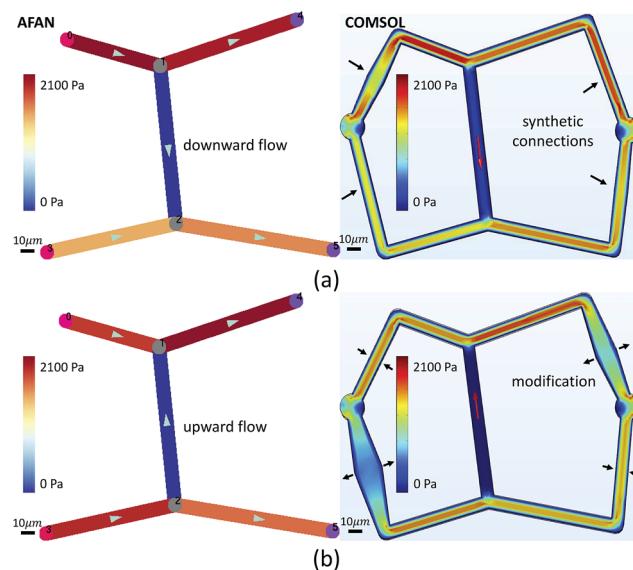 AFAN
COMSOL
0
4
1
2100 Pa
2100 Pa
downward flow
synthetic
connections
0 Pa
0 Pa
2
3
5
10μm
10μm
(a)
0
4
1
2100 Pa
2100 Pa
modification
upward flow
0 Pa
0 Pa
2
3
5
10μm
10μm
(b)